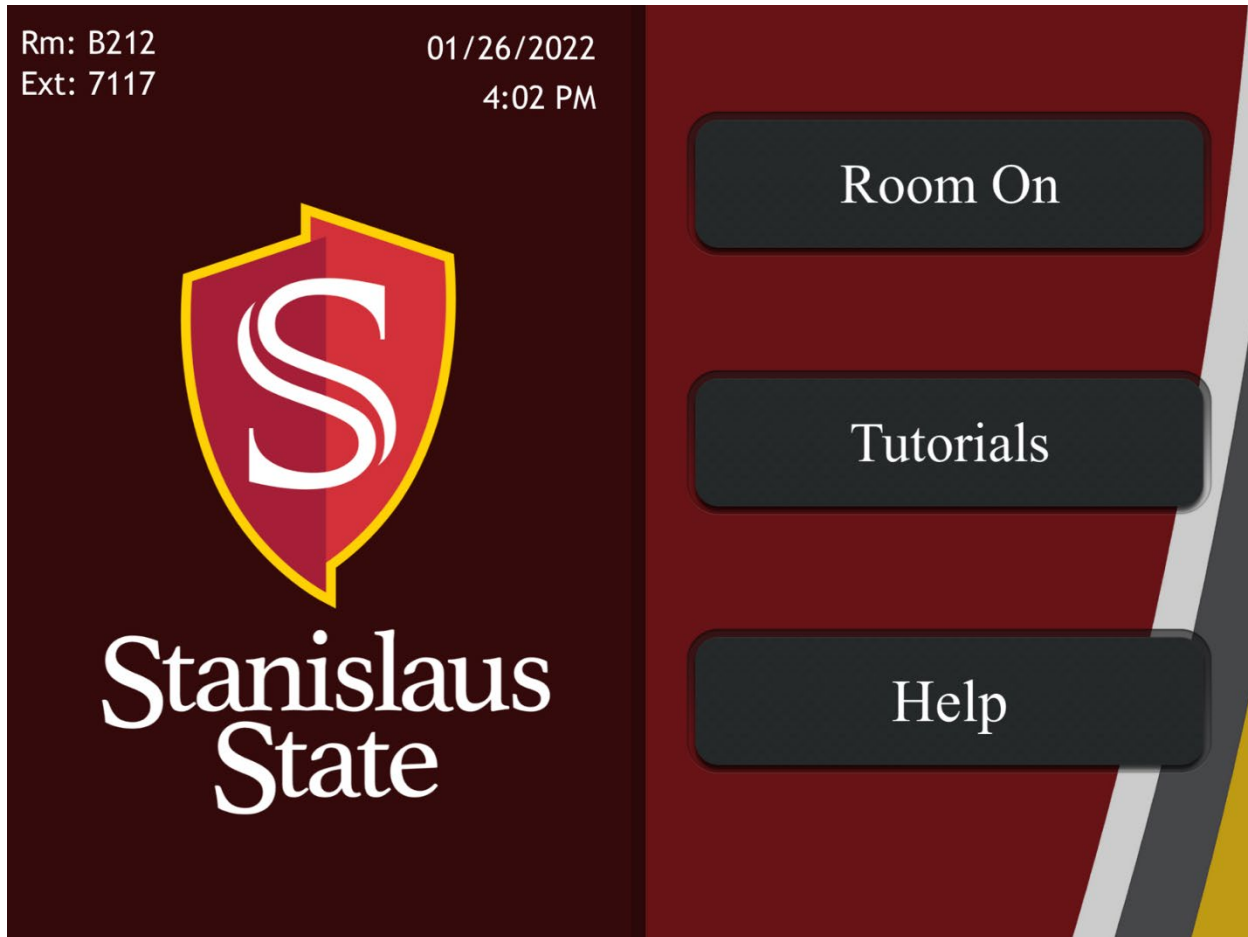 Rm: B212
Ext: 7117
01/26/2022
4:02 PM
S
Stanislaus
State
Room On
Tutorials
Help